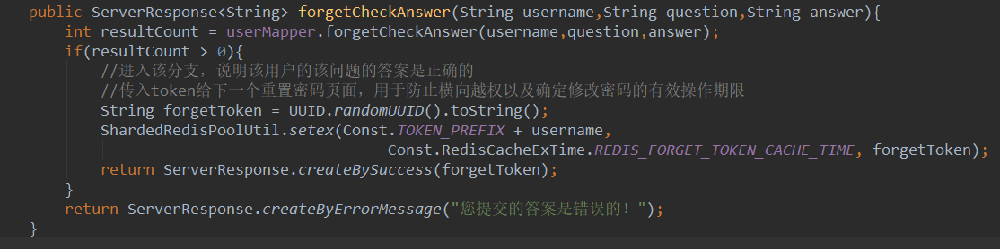 public ServerResponse<String> forgetCheckAnswer(String username,String question,String answer){
int resultCount = userMapper.forgetCheckAnswer(username,question,answer);
if(resultCount > 0){
//进入该分支，说明该用户的该问题的答案是正确的
//传入token给下一个重置密码页面，用于防止横向越权以及确定修改密码的有效操作期限
String forgetToken = UUID.randomUUID().toString();
ShardedRedisPoolUtil.setex(Const.TOKEN_PREFIX + username,
Const.RedisCacheExTime.REDIS_FORGET_TOKEN_CACHE_TIME, forgetToken);
return ServerResponse.createBySuccess(forgetToken);
}
return ServerResponse.createByErrorMessage("您提交的答案是错误的！");
}